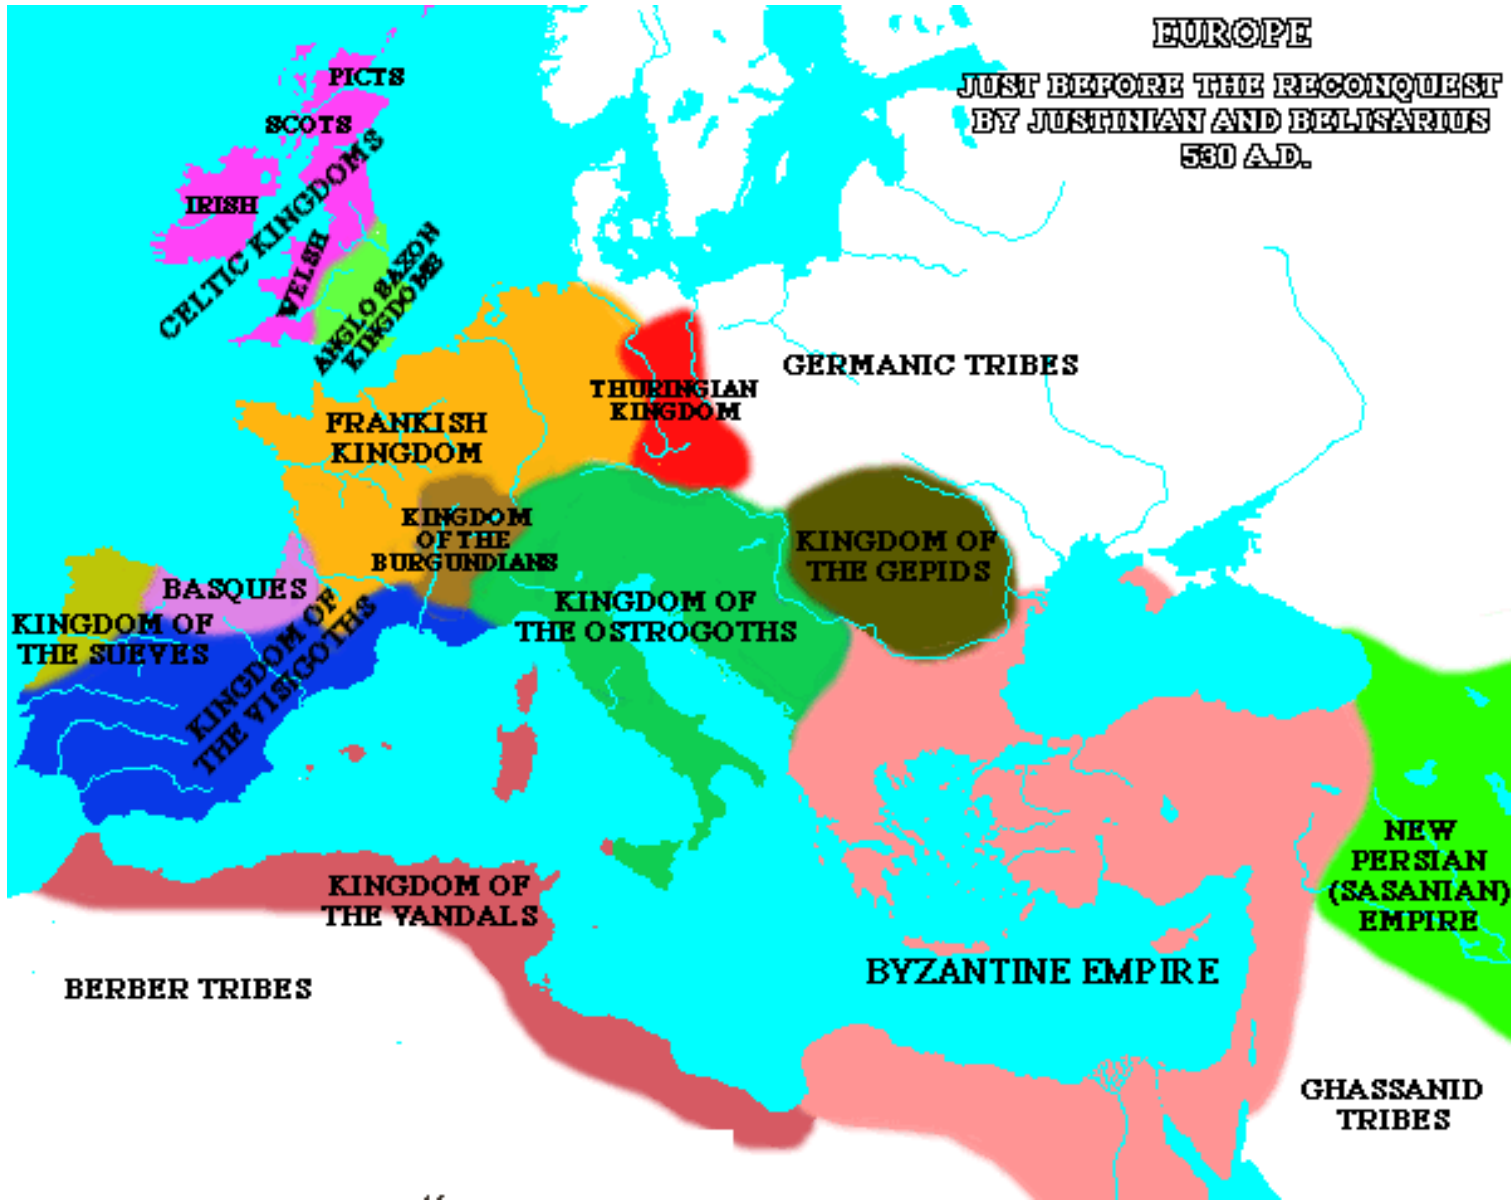 EUROPE
JUST BEFORE THE RECONQUEST
BY JUSTINIAN AND BELISARIUS
530 A.D.
PICTS
SCOTS
IRISH
CELTIC KINGDOMS
WELSH
ANGLO SAXON
KINGDOMS
GERMANIC TRIBES
THURINGIAN
KINGDOM
FRANKISH
KINGDOM
KINGDOM
OF THE
BURGUNDIANS
KINGDOM OF
THE GEPIDS
BASQUES
KINGDOM OF
THE SUEVES
KINGDOM OF
THE VISIGOTHS
KINGDOM OF
THE OSTROGOTHS
NEW
PERSIAN
(SASANIAN)
EMPIRE
KINGDOM OF
THE VANDALS
BYZANTINE EMPIRE
BERBER TRIBES
GHASSANID
TRIBES